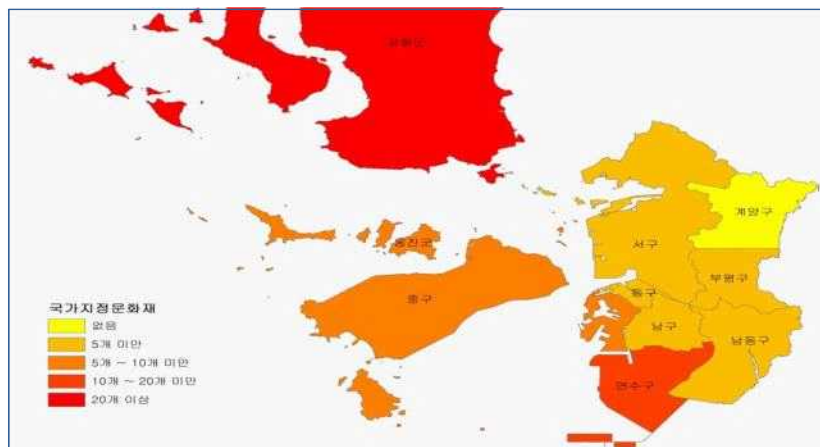 강화군
계양구
서구
옹진군
부평구
중구
동구
남구
남동구
연수구
국가지정문화재
없음
5개 미만
5개 ~ 10개 미만
10개 ~ 20개 미만
20개 이상